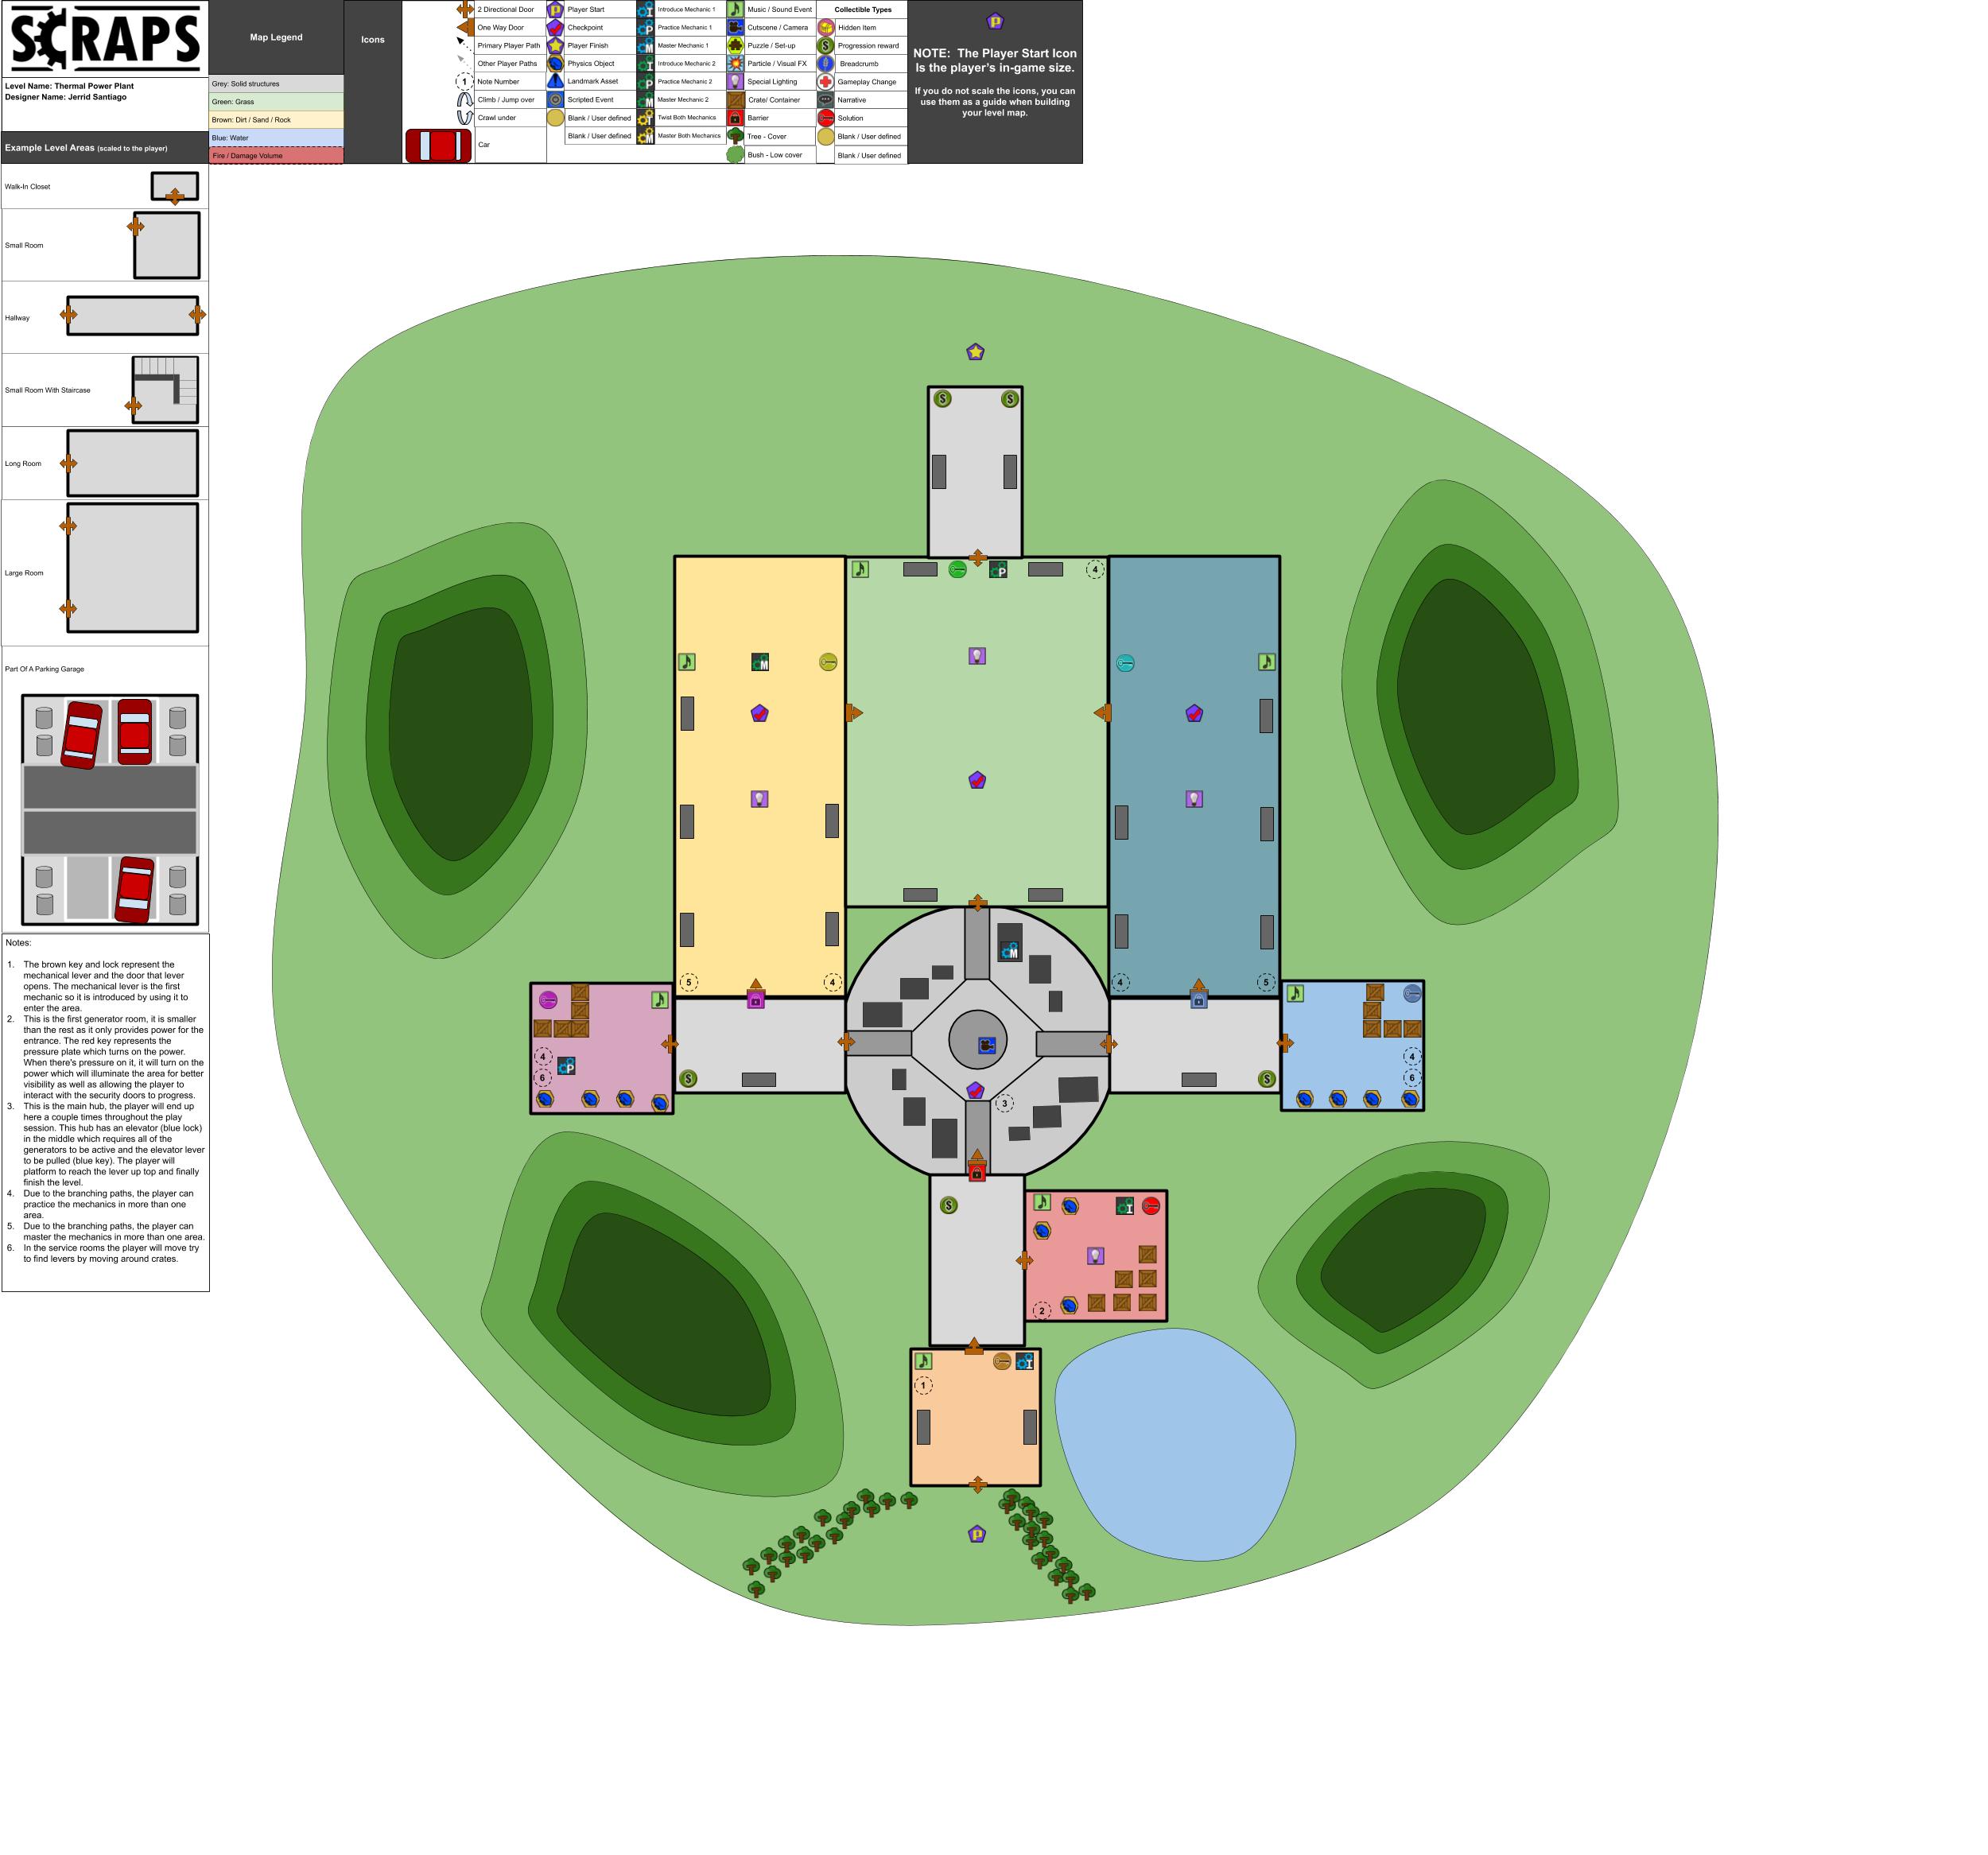 SCRAPS
Level Name: Thermal Power Plant
Designer Name: Jerrid Santiago
Example Level Areas (scaled to the player)
Map Legend
Grey: Solid structures
Green: Grass
Brown: Dirt / Sand / Rock
Blue: Water
Fire / Damage Volume
Icons
2 Directional Door
One Way Door
Primary Player Path
Other Player Paths
1
Note Number
Climb / Jump over
Crawl under
Car
P
Player Start
Checkpoint
Player Finish
Physics Object
Landmark Asset
Scripted Event
Blank / User defined
Blank / User defined
I
Introduce Mechanic 1
P
Practice Mechanic 1
M
Master Mechanic 1
I
Introduce Mechanic 2
P
Practice Mechanic 2
M
Master Mechanic 2
T
Twist Both Mechanics
M
Master Both Mechanics
Music / Sound Event
Cutscene / Camera
Puzzle / Set-up
Particle / Visual FX
Special Lighting
Crate/ Container
Barrier
Tree - Cover
Bush - Low cover
Collectible Types
Hidden Item
$
Progression reward
Breadcrumb
Gameplay Change
Narrative
Solution
Blank / User defined
Blank / User defined
P
NOTE: The Player Start Icon
Is the player's in-game size.
If you do not scale the icons, you can
use them as a guide when building
your level map.
Walk-In Closet
Small Room
Hallway
Small Room With Staircase
Long Room
Large Room
Part Of A Parking Garage
Notes:
1. The brown key and lock represent the
mechanical lever and the door that lever
opens. The mechanical lever is the first
mechanic so it is introduced by using it to
enter the area.
2. This is the first generator room, it is smaller
than the rest as it only provides power for the
entrance. The red key represents the
pressure plate which turns on the power.
When there's pressure on it, it will turn on the
power which will illuminate the area for better
visibility as well as allowing the player to
interact with the security doors to progress.
3. This is the main hub, the player will end up
here a couple times throughout the play
session. This hub has an elevator (blue lock)
in the middle which requires all of the
generators to be active and the elevator lever
to be pulled (blue key). The player will
platform to reach the lever up top and finally
finish the level.
4. Due to the branching paths, the player can
practice the mechanics in more than one
area.
5. Due to the branching paths, the player can
master the mechanics in more than one area.
6. In the service rooms the player will move try
to find levers by moving around crates.
$ $
P 4
M
M
5 4 4 5
4 P
6
4
6
$ $
3
$
I
2
I
1
P